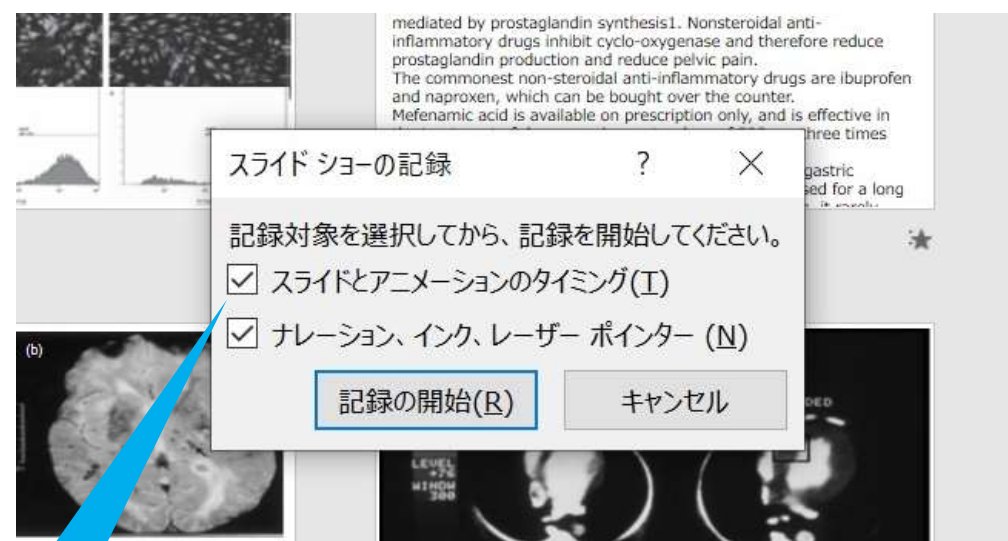 mediated by prostaglandin synthesis1. Nonsteroidal anti-
inflammatory drugs inhibit cyclo-oxygenase and therefore reduce
prostaglandin production and reduce pelvic pain.
The commonest non-steroidal anti-inflammatory drugs are ibuprofen
and naproxen, which can be bought over the counter.
Mefenamic acid is available on prescription only, and is effective in
three times
gastric
for a long
it rarely
スライド ショーの記録 ? ×
記録対象を選択してから、記録を開始してください。
スライドとアニメーションのタイミング(T)
ナレーション、インク、レーザー ポインター (N)
記録の開始(R) キャンセル
(b)
DED
LEVEL
+76
WINDOW
300